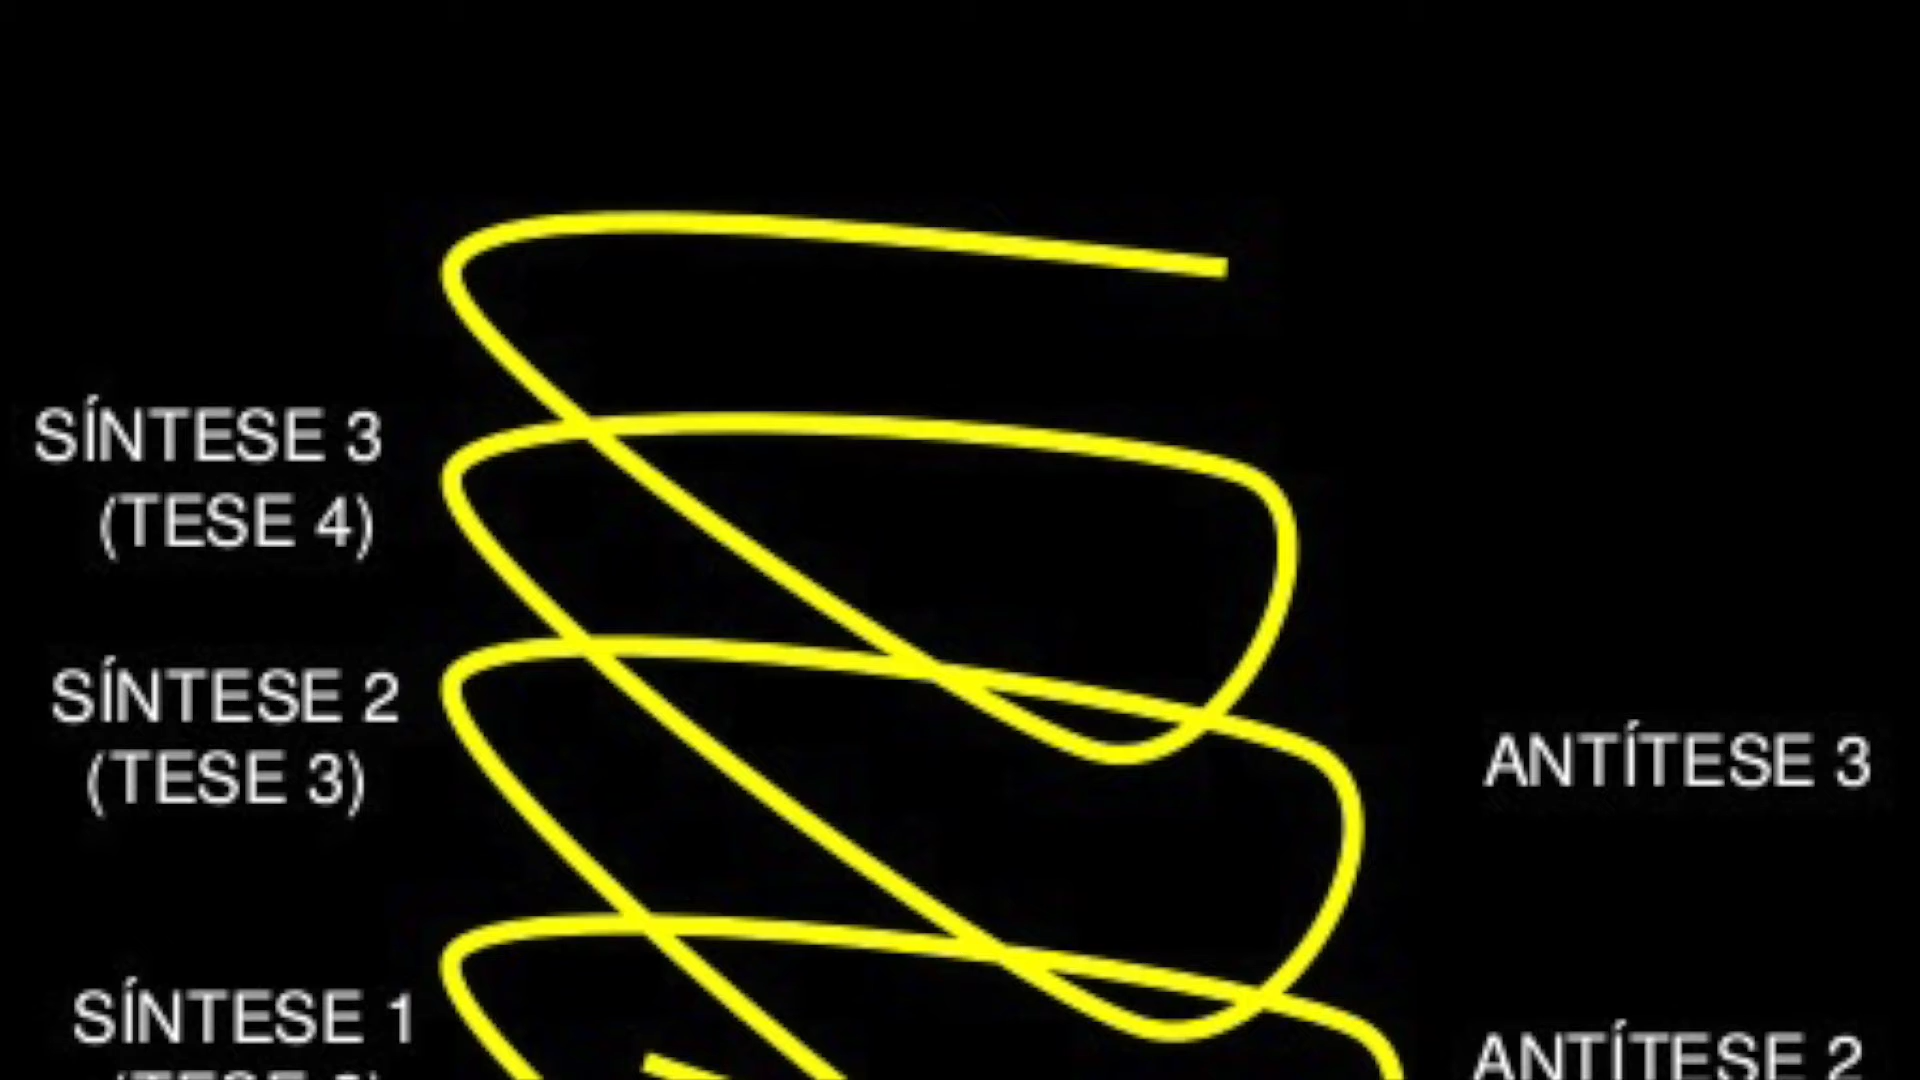 SÍNTESE 3
(TESE 4)
SÍNTESE 2
(TESE 3)
ANTÍTESE 3
SÍNTESE 1
ANTÍTESE 2